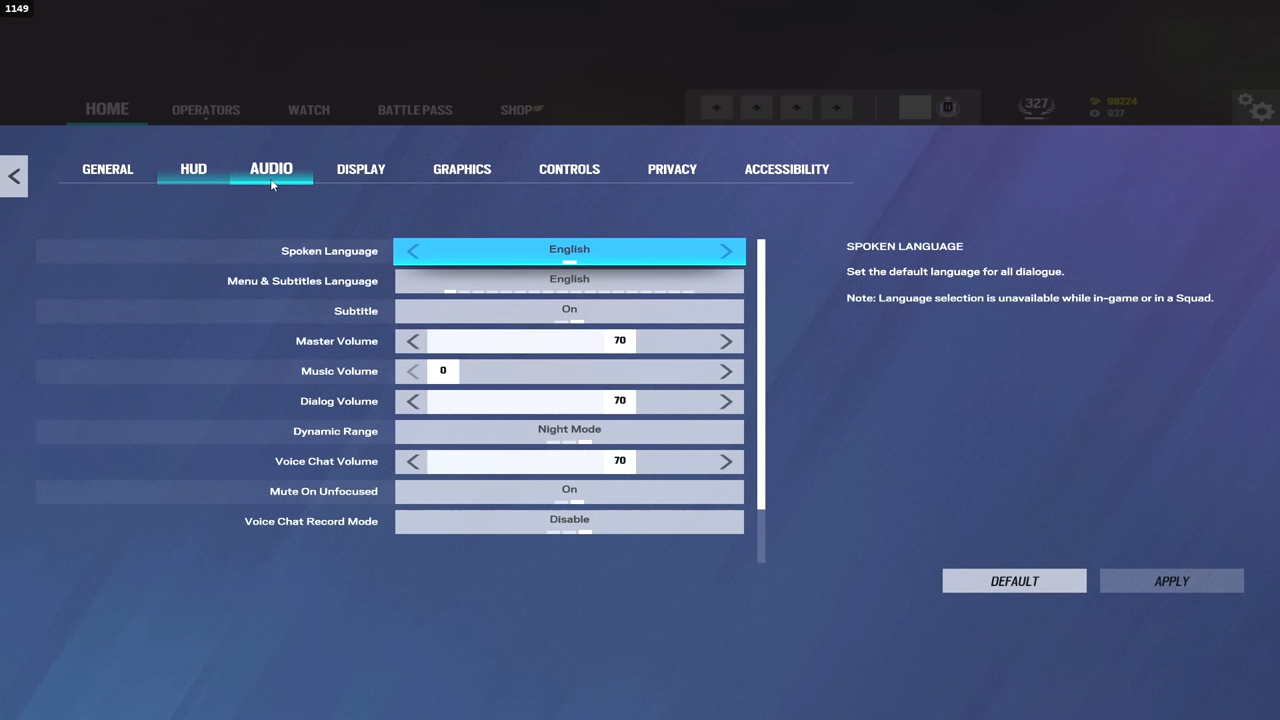 1149
HOME OPERATORS WATCH BATTLE PASS SHOP 327 98224
937
GENERAL HUD AUDIO DISPLAY GRAPHICS CONTROLS PRIVACY ACCESSIBILITY
Spoken Language English
Menu & Subtitles Language English
Subtitle On
Master Volume 70
Music Volume 0
Dialog Volume 70
Dynamic Range Night Mode
Voice Chat Volume 70
Mute On Unfocused On
Voice Chat Record Mode Disable
SPOKEN LANGUAGE
Set the default language for all dialogue.
Note: Language selection is unavailable while in-game or in a Squad.
DEFAULT APPLY